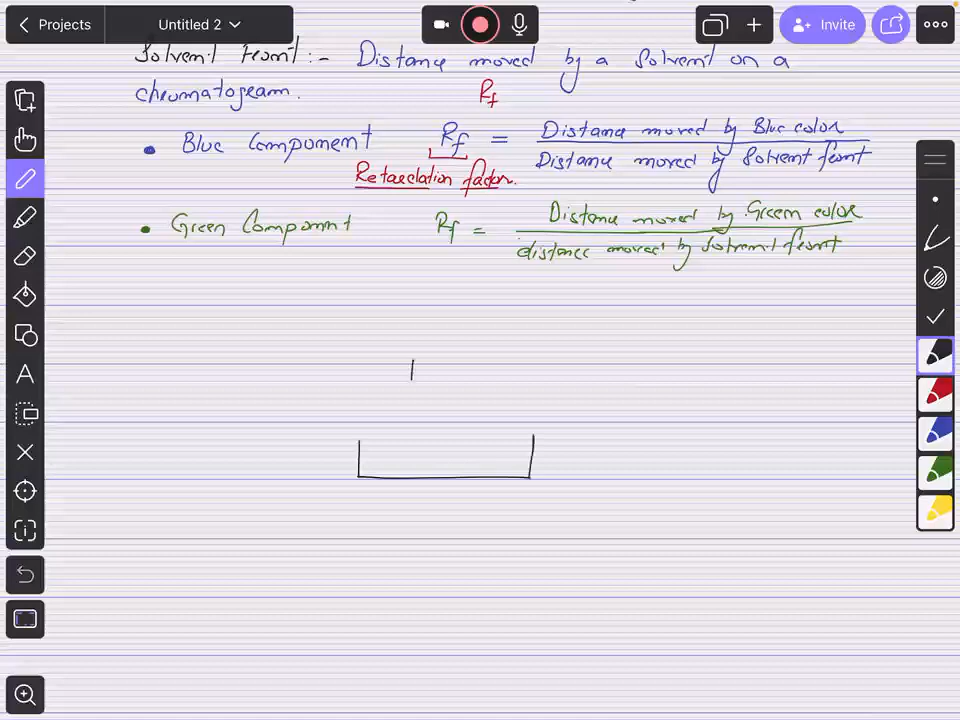 Projects
Untitled 2
Invite
Solvent Front :- Distance moved by a Solvent on a
chromatogram.
Rf
• Blue Component Rf = Distance moved by Blue color
Distance moved by Solvent front
Retardation factor.
• Green Component Rf = Distance moved by Green color
distance moved by Solvent front
A